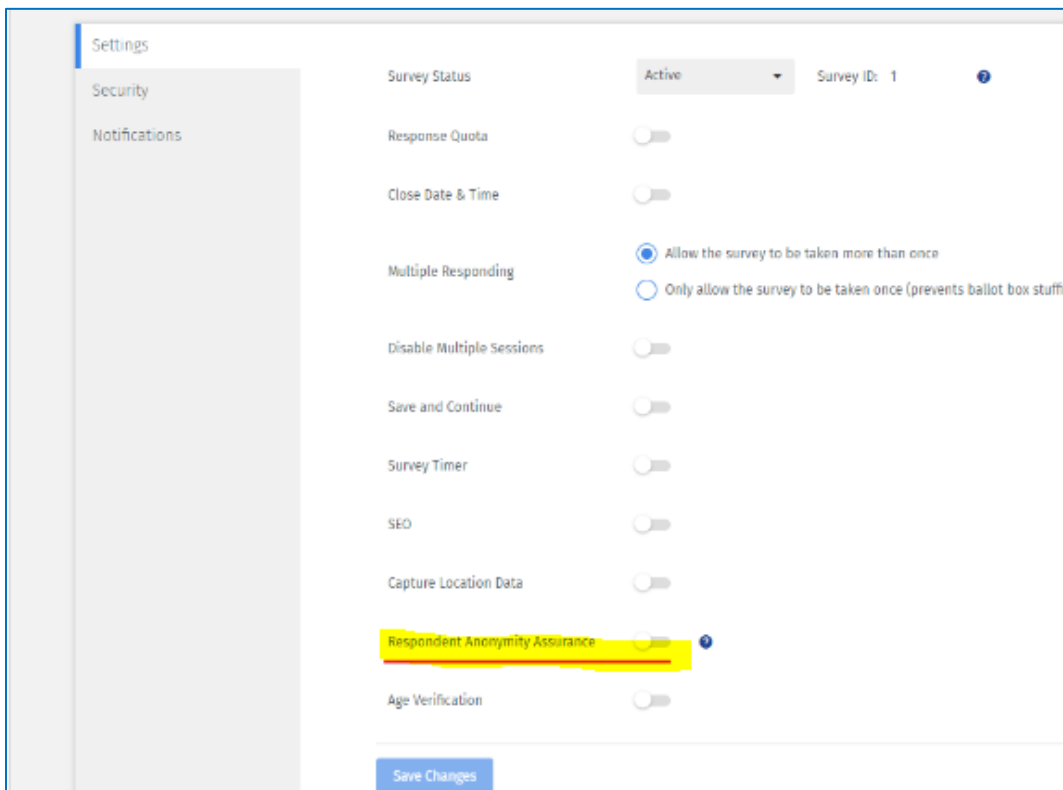 Settings
Security
Notifications
Survey Status Active Survey ID: 1
Response Quota
Close Date & Time
Multiple Responding
Allow the survey to be taken more than once
Only allow the survey to be taken once (prevents ballot box stuffi
Disable Multiple Sessions
Save and Continue
Survey Timer
SEO
Capture Location Data
Respondent Anonymity Assurance ?
Age Verification
Save Changes